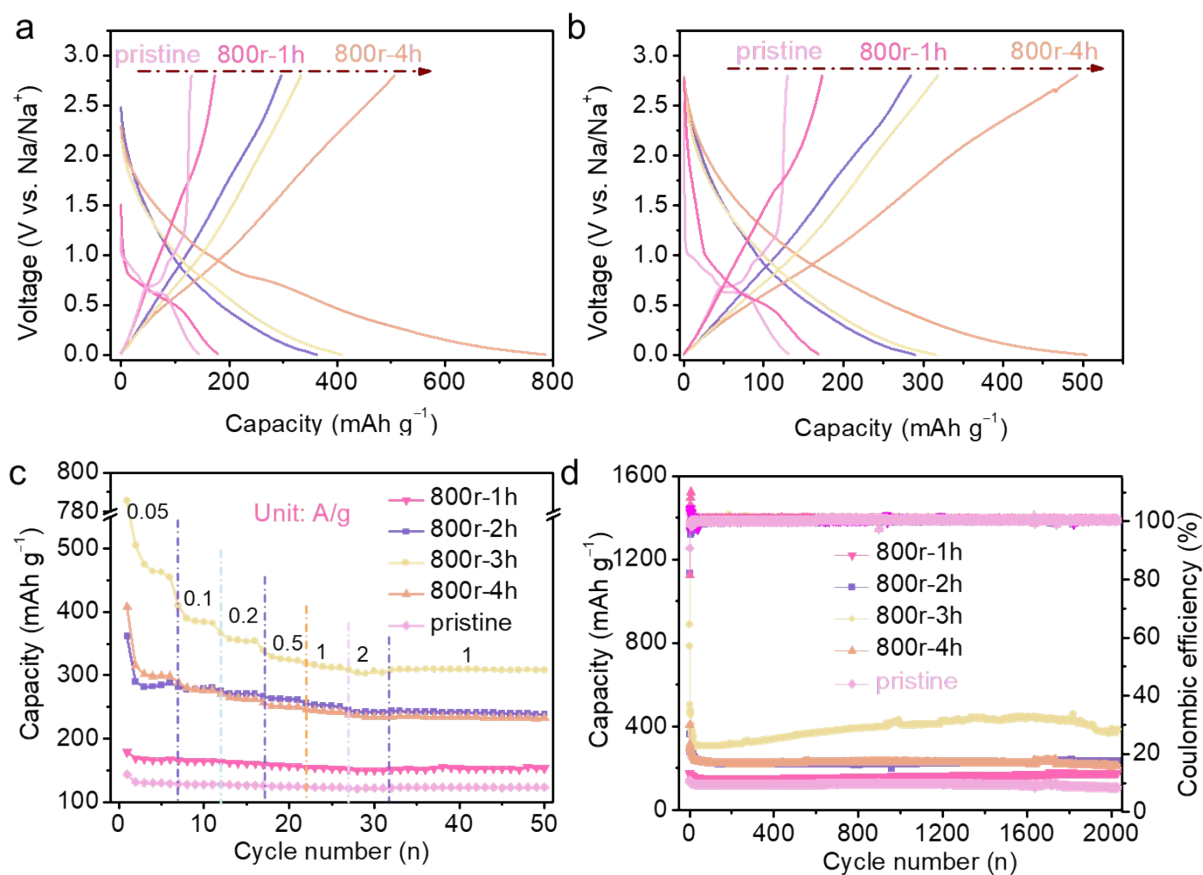 a
pristine 800r-1h 800r-4h
3.0
2.5
2.0
1.5
1.0
0.5
0.0
Voltage (V vs. Na/Na⁺)
0 200 400 600 800
Capacity (mAh g⁻¹)
b
pristine 800r-1h 800r-4h
3.0
2.5
2.0
1.5
1.0
0.5
0.0
Voltage (V vs. Na/Na⁺)
0 100 200 300 400 500
Capacity (mAh g⁻¹)
c
800
780
500
400
300
200
100
Capacity (mAh g⁻¹)
0.05
0.1
0.2
0.5
1
2
1
Unit: A/g
800r-1h
800r-2h
800r-3h
800r-4h
pristine
0 10 20 30 40 50
Cycle number (n)
d
1600
1200
800
400
0
Capacity (mAh g⁻¹)
800r-1h
800r-2h
800r-3h
800r-4h
pristine
100
80
60
40
20
0
Coulombic efficiency (%)
0 400 800 1200 1600 2000
Cycle number (n)